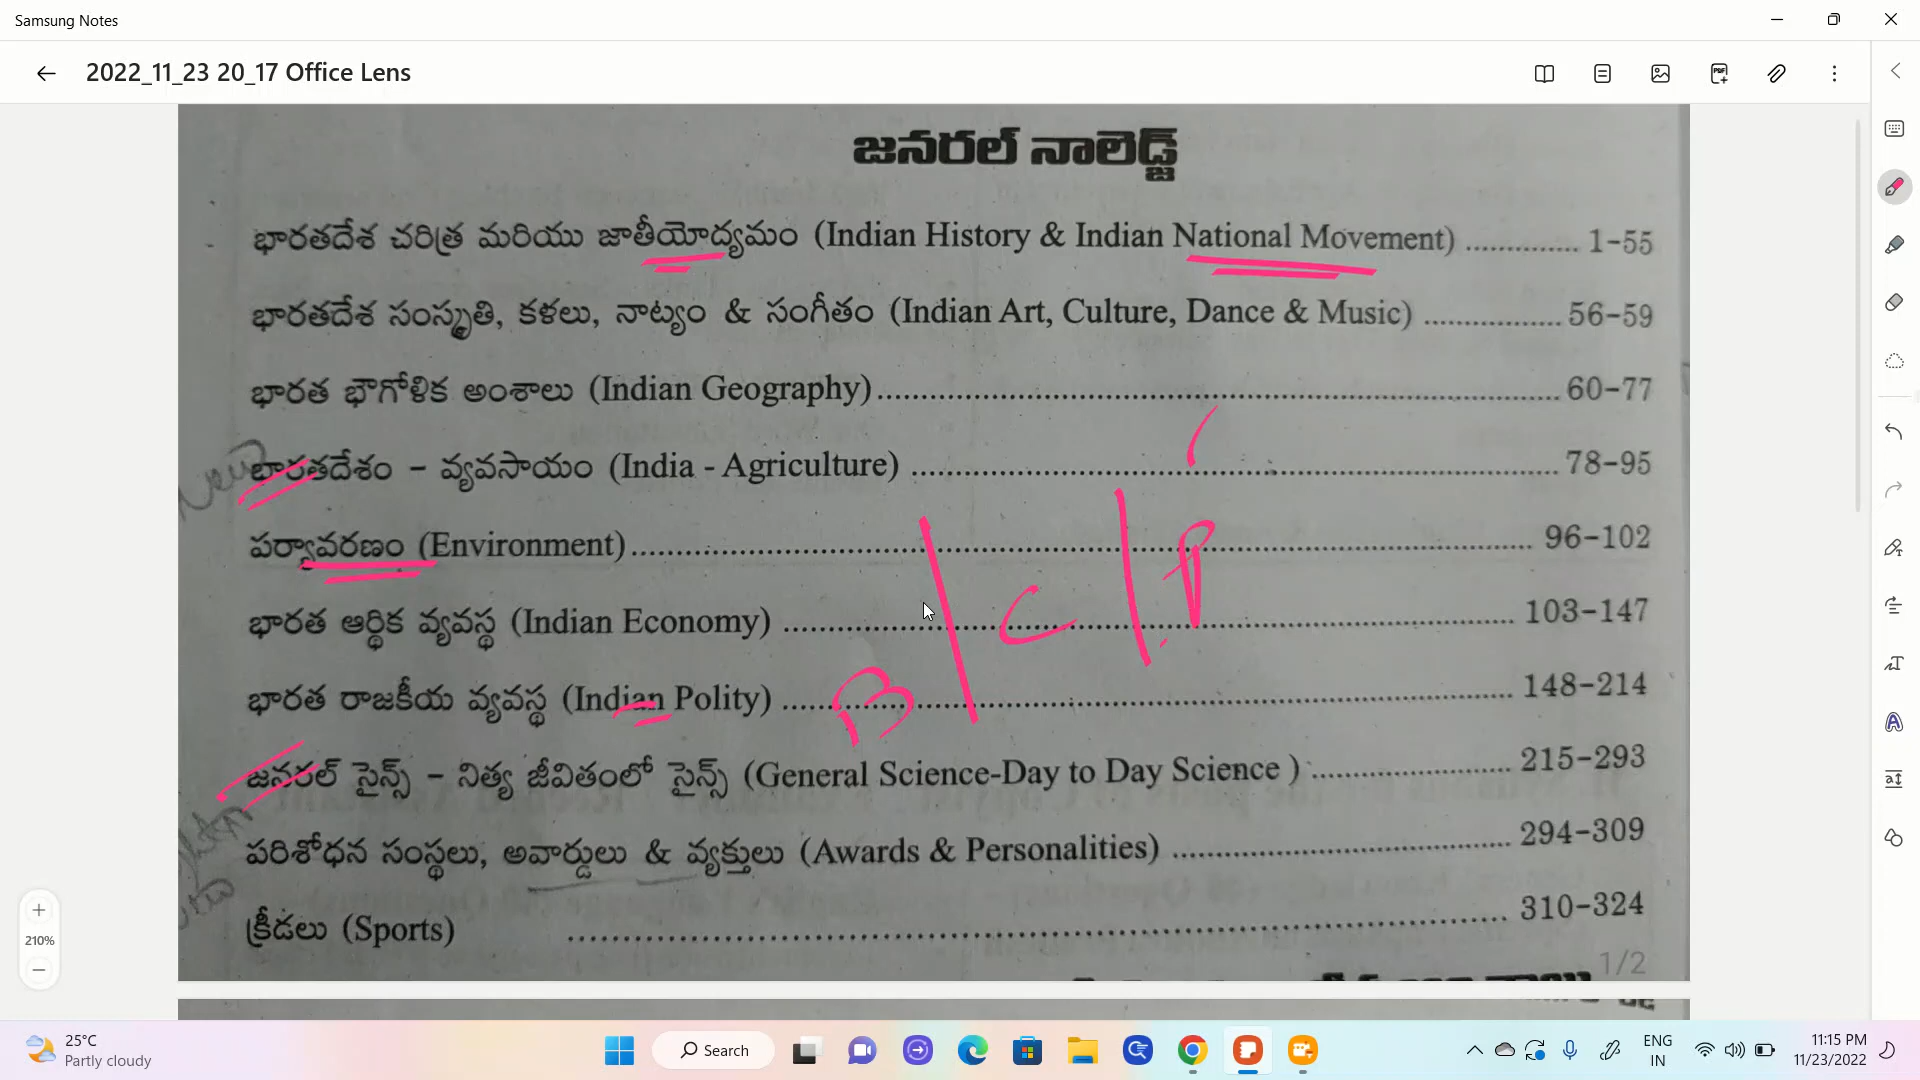 Samsung Notes
2022_11_23 20_17 Office Lens
జనరల్ నాలెడ్జ్
భారతదేశ చరిత్ర మరియు జాతీయోద్యమం (Indian History & Indian National Movement) .............. 1-55
భారతదేశ సంస్కృతి, కళలు, నాట్యం & సంగీతం (Indian Art, Culture, Dance & Music) ................. 56-59
భారత భౌగోళిక అంశాలు (Indian Geography)........................................ 60-77
భారతదేశం – వ్యవసాయం (India - Agriculture) ........................................ 78-95
పర్యావరణం (Environment)........................................ 96-102
భారత ఆర్థిక వ్యవస్థ (Indian Economy) ........................................ 103-147
B / C / P
భారత రాజకీయ వ్యవస్థ (Indian Polity) ........................................ 148-214
జనరల్ సైన్స్ – నిత్య జీవితంలో సైన్స్ (General Science-Day to Day Science ) ...................... 215-293
పరిశోధన సంస్థలు, అవార్డులు & వ్యక్తులు (Awards & Personalities) .............................. 294-309
క్రీడలు (Sports) ........................................ 310-324
1/2
210%
25°C
Partly cloudy
Search
ENG
IN
11:15 PM
11/23/2022